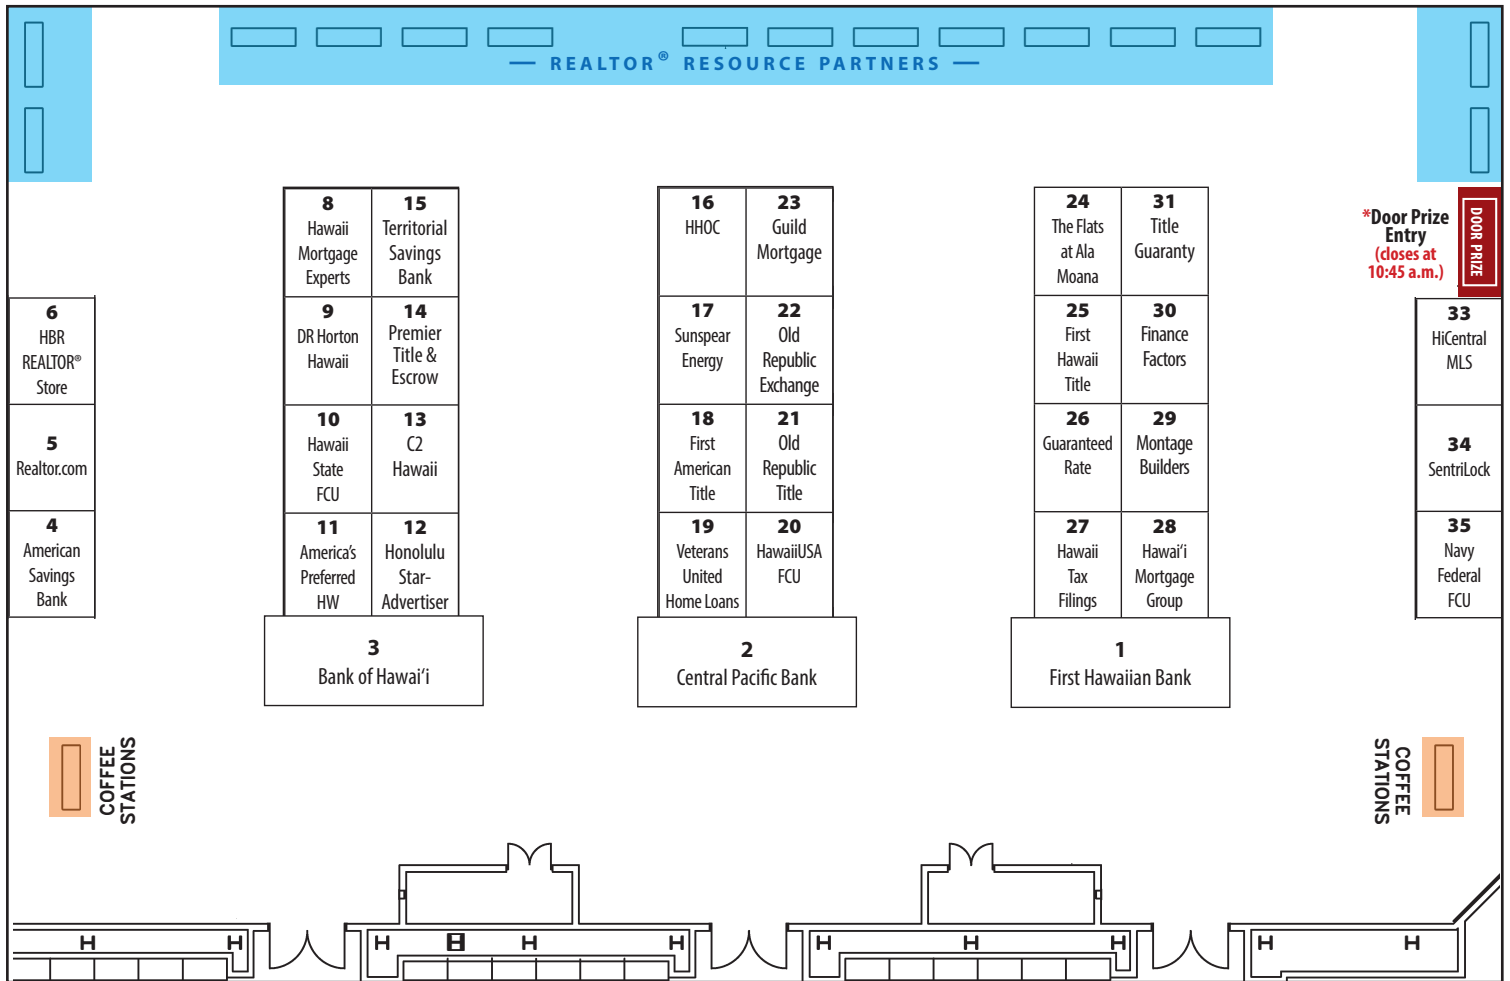 — REALTOR® RESOURCE PARTNERS —
8
Hawaii
Mortgage
Experts
15
Territorial
Savings
Bank
9
DR Horton
Hawaii
14
Premier
Title &
Escrow
10
Hawaii
State
FCU
13
C2
Hawaii
11
America's
Preferred
HW
12
Honolulu
Star-
Advertiser
3
Bank of Hawai‘i
16
HHOC
23
Guild
Mortgage
17
Sunspear
Energy
22
Old
Republic
Exchange
18
First
American
Title
21
Old
Republic
Title
19
Veterans
United
Home Loans
20
HawaiiUSA
FCU
2
Central Pacific Bank
24
The Flats
at Ala
Moana
31
Title
Guaranty
25
First
Hawaii
Title
30
Finance
Factors
26
Guaranteed
Rate
29
Montage
Builders
27
Hawaii
Tax
Filings
28
Hawai‘i
Mortgage
Group
1
First Hawaiian Bank
6
HBR
REALTOR®
Store
5
Realtor.com
4
American
Savings
Bank
*Door Prize
Entry
(closes at
10:45 a.m.)
DOOR PRIZE
33
HiCentral
MLS
34
SentriLock
35
Navy
Federal
FCU
COFFEE
STATIONS
COFFEE
STATIONS
H
H
H
H
H
H
H
H
H
H
H